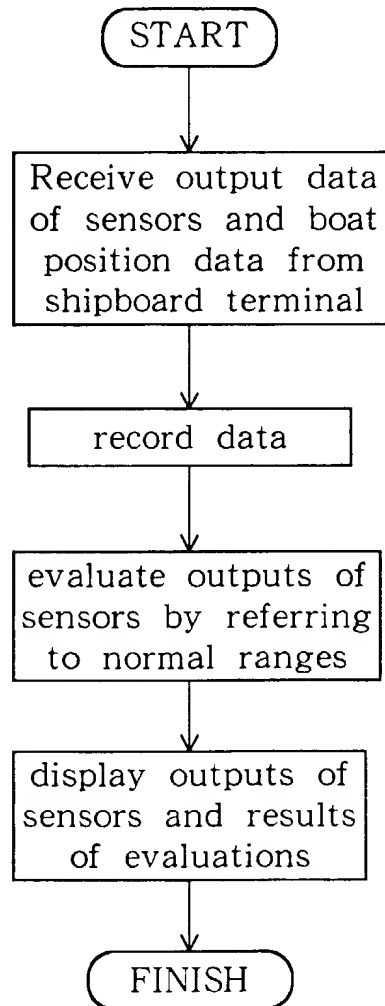 START
Receive output data
of sensors and boat
position data from
shipboard terminal
record data
evaluate outputs of
sensors by referring
to normal ranges
display outputs of
sensors and results
of evaluations
FINISH